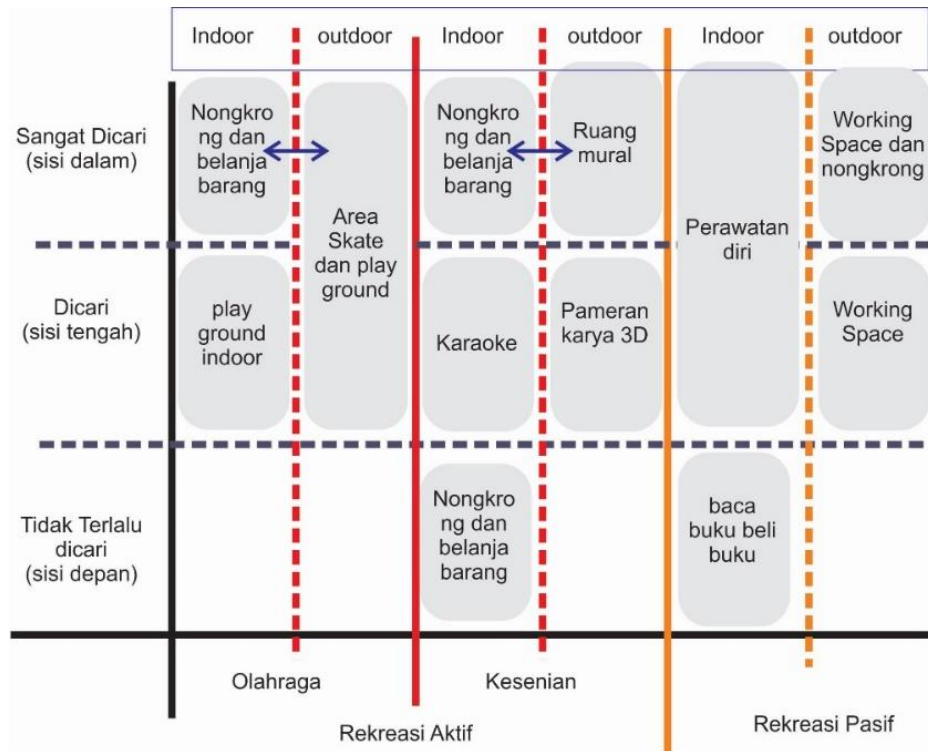 Indoor
outdoor
Indoor
outdoor
Indoor
outdoor
Sangat Dicari
(sisi dalam)
Nongkro
ng dan
belanja
barang
Area
Skate
dan play
ground
Nongkro
ng dan
belanja
barang
Ruang
mural
Perawatan
diri
Working
Space dan
nongkrong
Dicari
(sisi tengah)
play
ground
indoor
Karaoke
Pameran
karya 3D
Working
Space
Tidak Terlalu
dicari
(sisi depan)
Nongkro
ng dan
belanja
barang
baca
buku beli
buku
Olahraga
Kesenian
Rekreasi Aktif
Rekreasi Pasif